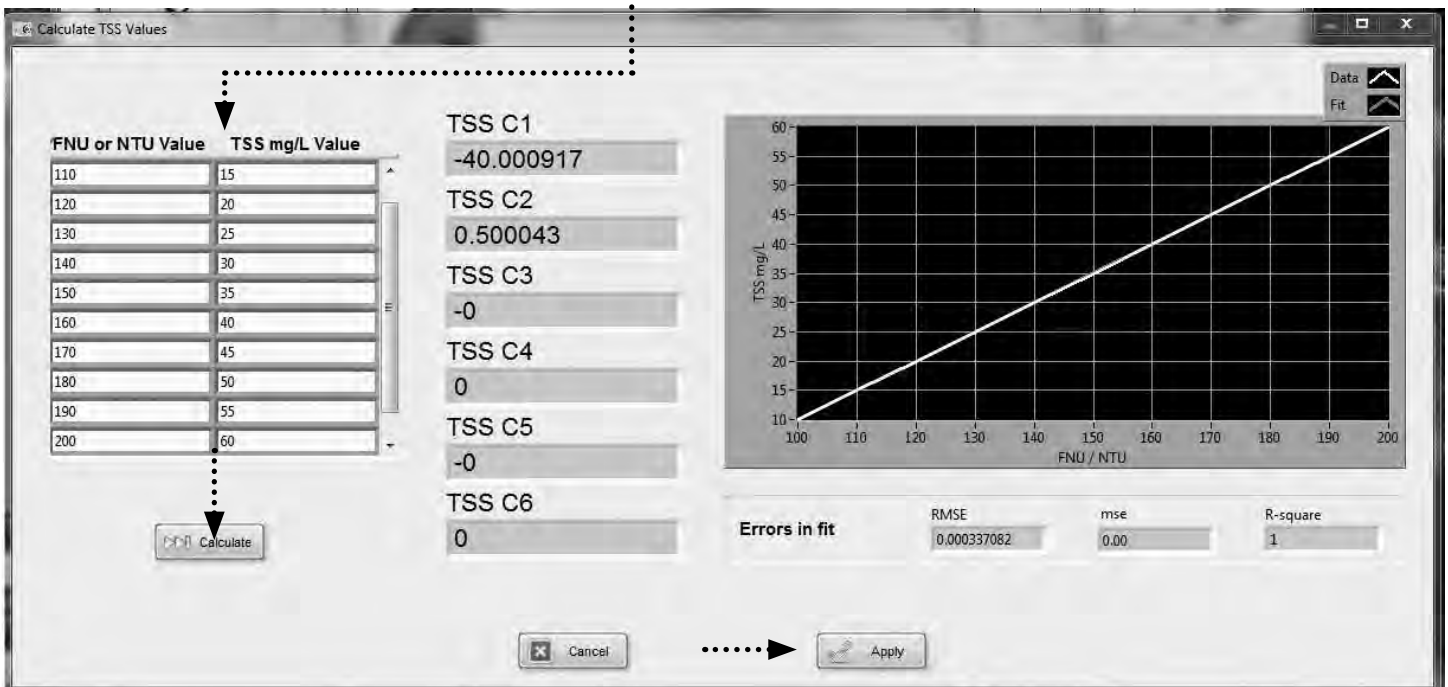 Calculate TSS Values
FNU or NTU Value TSS mg/L Value
110 15
120 20
130 25
140 30
150 35
160 40
170 45
180 50
190 55
200 60
Calculate
TSS C1
-40.000917
TSS C2
0.500043
TSS C3
-0
TSS C4
0
TSS C5
-0
TSS C6
0
Data
Fit
TSS mg/L
60
55
50
45
40
35
30
25
20
15
10
100 110 120 130 140 150 160 170 180 190 200
FNU / NTU
Errors in fit
RMSE mse R-square
0.000337082 0.00 1
Cancel
Apply